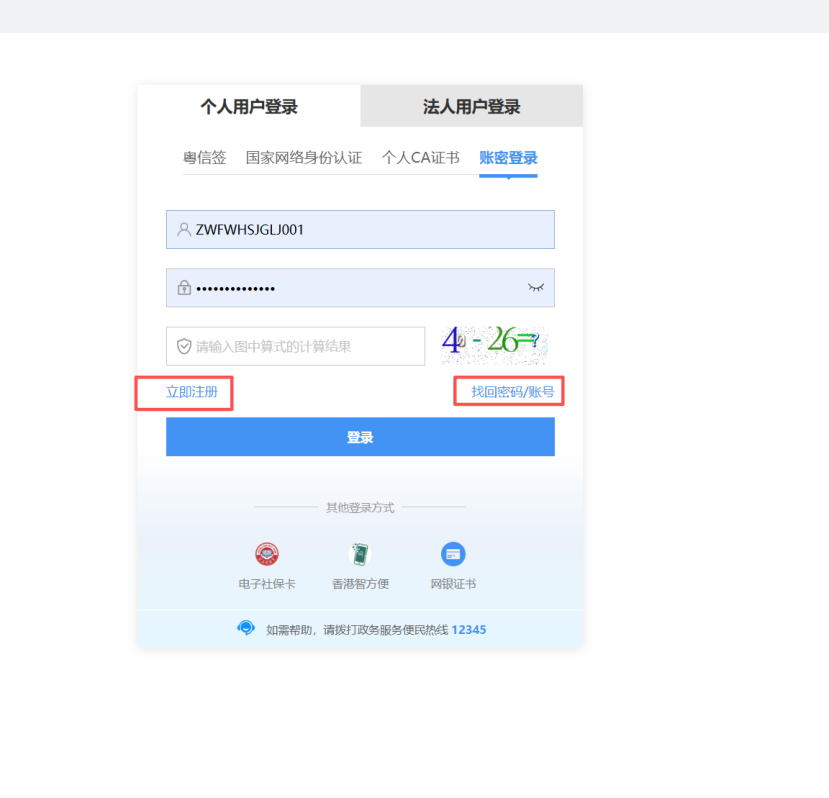 个人用户登录 法人用户登录
粤信签 国家网络身份认证 个人CA证书 账密登录
ZWFWHSJGLJ001
••••••••••••••
请输入图中算式的计算结果 40 - 26=?
立即注册 找回密码/账号
登录
其他登录方式
电子社保卡 香港智方便 网银证书
如需帮助，请拨打政务服务便民热线 12345